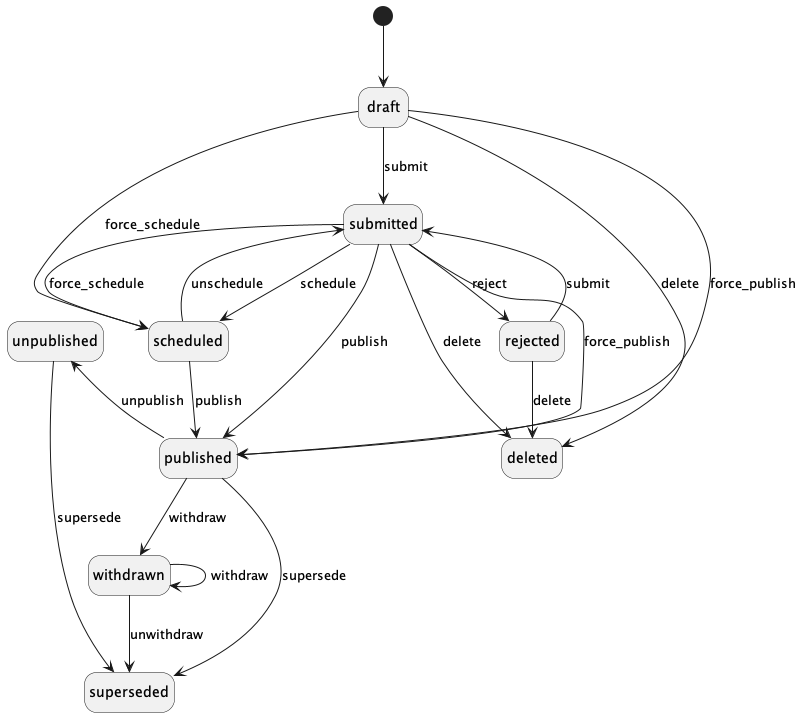 draft
submit
force_schedule
submitted
force_schedule
unschedule
schedule
reject
submit
delete
force_publish
unpublished
scheduled
publish
delete
rejected
force_publish
unpublish
publish
delete
published
deleted
supersede
withdraw
withdrawn
withdraw
supersede
unwithdraw
superseded